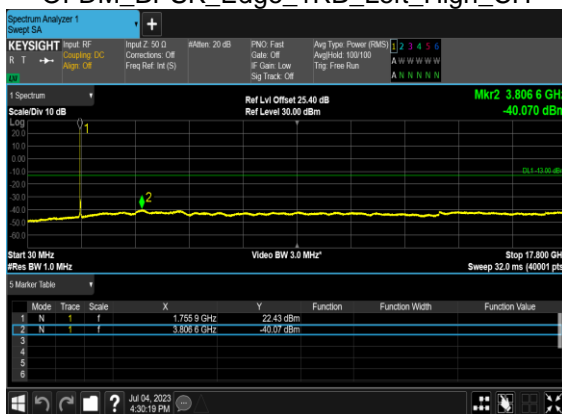 Spectrum Analyzer 1
Swept SA
+
KEYSIGHT
R T
Input: RF
Coupling: DC
Align: Off
Input Z: 50 Ω
Corrections: Off
Freq Ref: Int (S)
#Atten: 20 dB
PNO: Fast
Gate: Off
IF Gain: Low
Sig Track: Off
Avg Type: Power (RMS)
Avg|Hold: 100/100
Trig: Free Run
1 2 3 4 5 6
A W W W W W
A N N N N N
1 Spectrum
Scale/Div 10 dB
Ref Lvl Offset 25.40 dB
Ref Level 30.00 dBm
Mkr2 3.806 6 GHz
-40.070 dBm
Log
20.0
10.0
0.00
-10.0
-20.0
-30.0
-40.0
-50.0
-60.0
1
2
DL1 -13.00 dBm
Start 30 MHz
#Res BW 1.0 MHz
Video BW 3.0 MHz*
Stop 17.800 GH
Sweep 32.0 ms (40001 pts
5 Marker Table
Mode Trace Scale X Y Function Function Width Function Value
1 N 1 f 1.755 9 GHz 22.43 dBm
2 N 1 f 3.806 6 GHz -40.07 dBm
3
4
5
6
?
Jul 04, 2023
4:30:19 PM